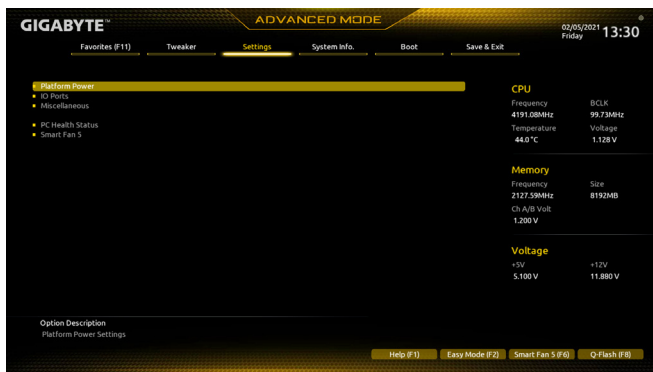 GIGABYTE™
ADVANCED MODE
02/05/2021 13:30
Friday
Favorites (F11) Tweaker Settings System Info. Boot Save & Exit
Platform Power
IO Ports
Miscellaneous
PC Health Status
Smart Fan 5
CPU
Frequency BCLK
4191.08MHz 99.73MHz
Temperature Voltage
44.0 °C 1.128 V
Memory
Frequency Size
2127.59MHz 8192MB
Ch A/B Volt
1.200 V
Voltage
+5V +12V
5.100 V 11.880 V
Option Description
Platform Power Settings
Help (F1) Easy Mode (F2) Smart Fan 5 (F6) Q-Flash (F8)